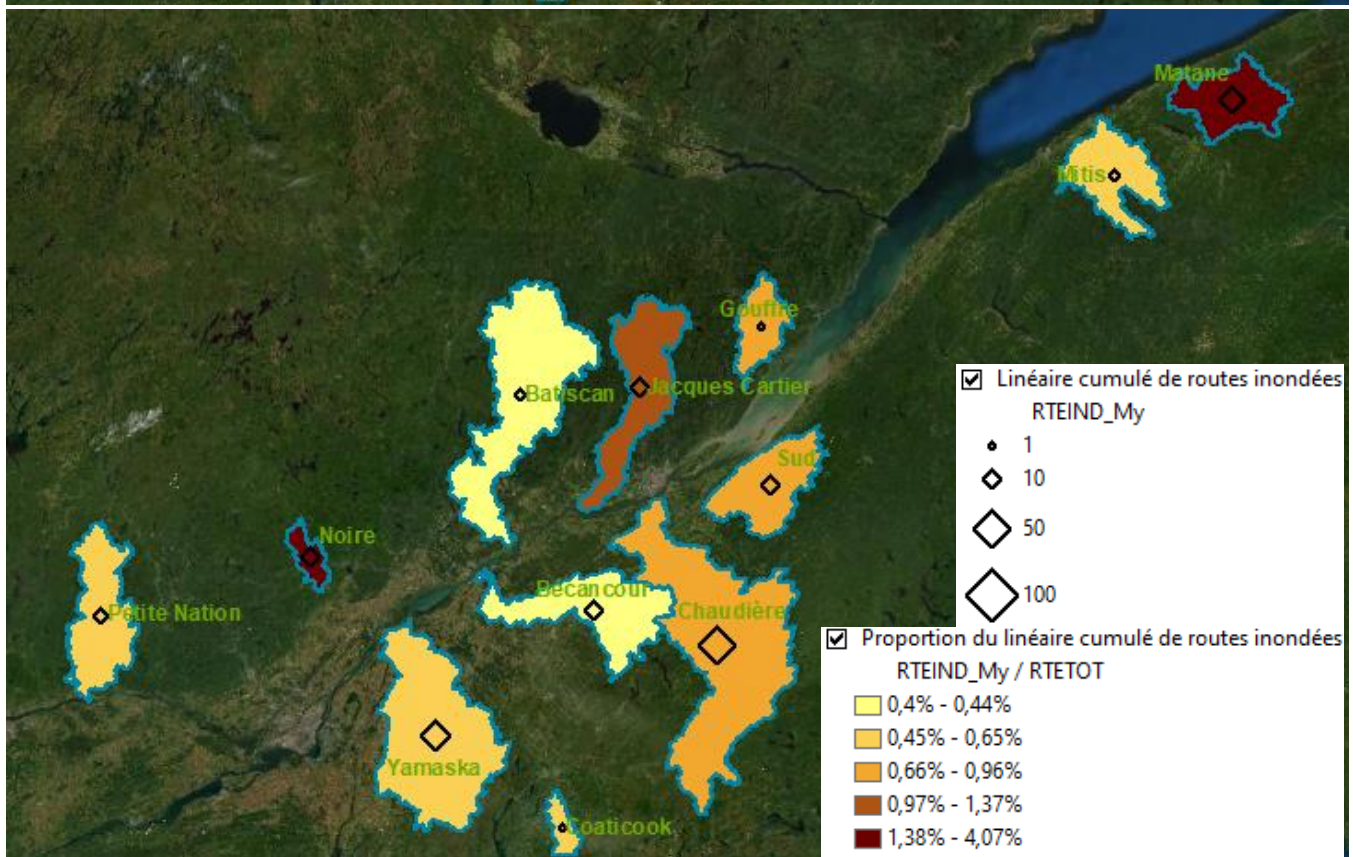 Matane
Mitis
Gouffre
Batiscan
Jacques Cartier
Sud
Noire
Bécancour
Petite Nation
Chaudière
Yamaska
Coaticook
Linéaire cumulé de routes inondées
RTEIND_My
1
10
50
100
Proportion du linéaire cumulé de routes inondées
RTEIND_My / RTETOT
0,4% - 0,44%
0,45% - 0,65%
0,66% - 0,96%
0,97% - 1,37%
1,38% - 4,07%